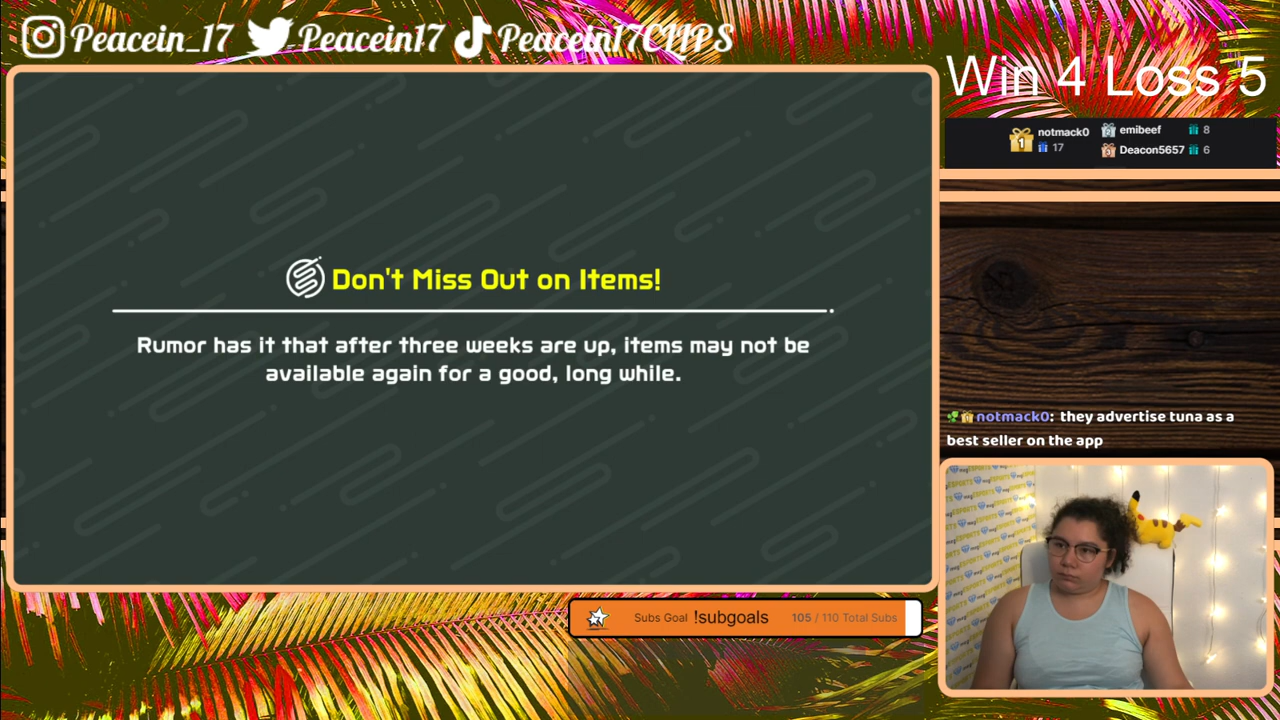 Peacein_17 Peacein17 Peacein17CllPS
Win 4 Loss 5
notmack0
17
emibeef 8
Deacon5657 6
Don't Miss Out on Items!
Rumor has it that after three weeks are up, items may not be
available again for a good, long while.
notmack0: they advertise tuna as a
best seller on the app
Subs Goal !subgoals 105 / 110 Total Subs